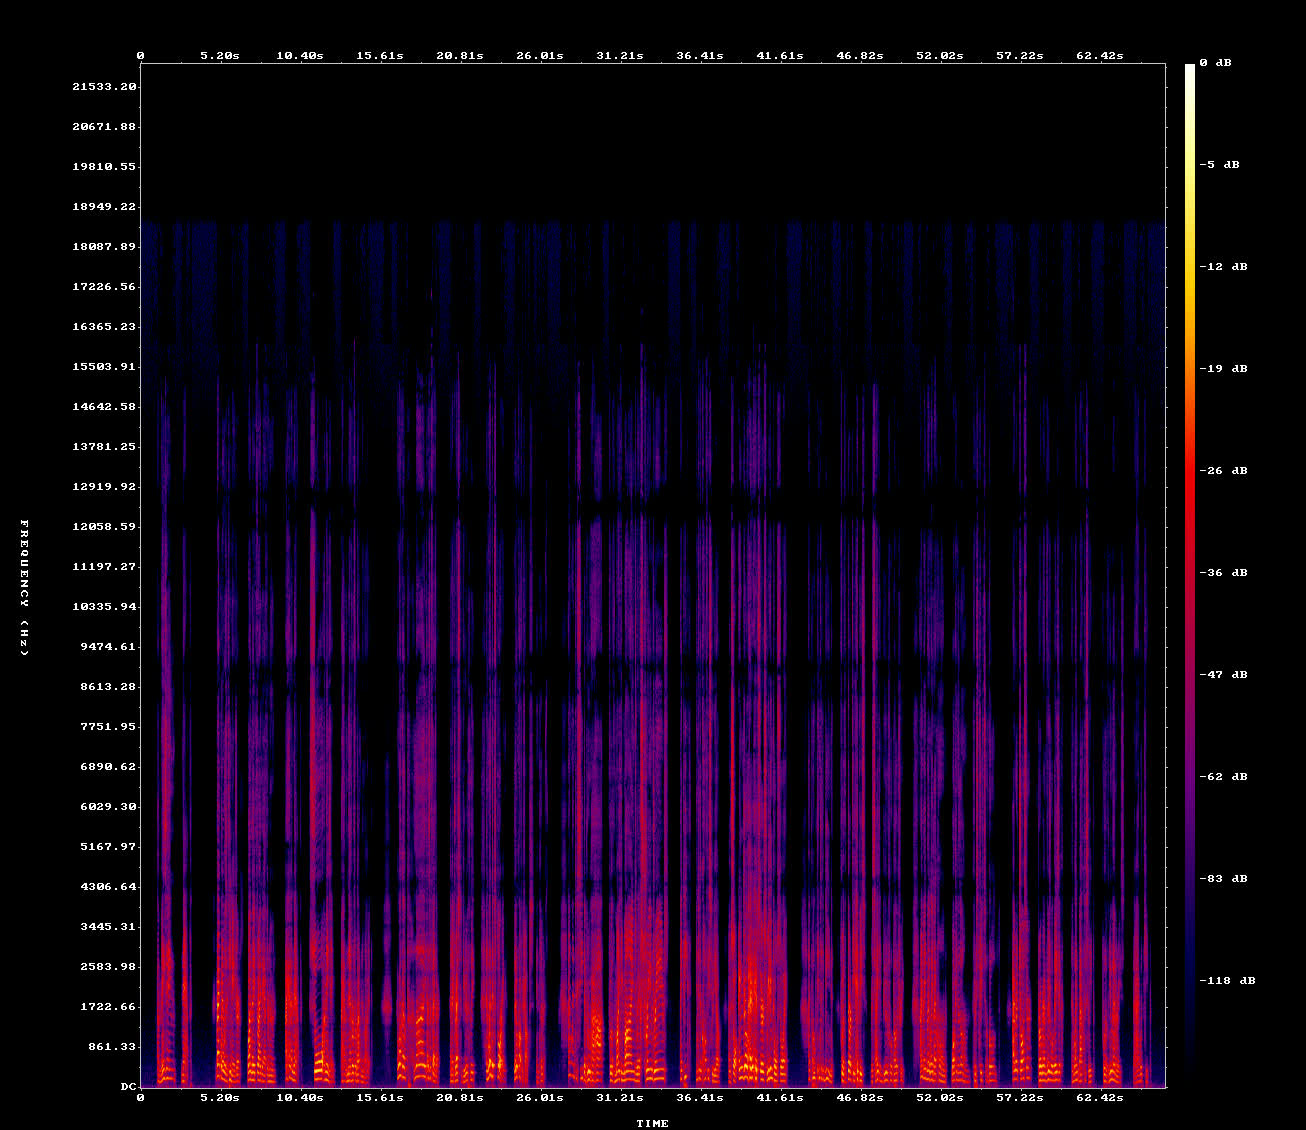 0 5.20s 10.40s 15.61s 20.81s 26.01s 31.21s 36.41s 41.61s 46.82s 52.02s 57.22s 62.42s
0 dB
21533.20
20671.88
19810.55
-5 dB
18949.22
18087.89
-12 dB
17226.56
16365.23
15503.91
-19 dB
14642.58
13781.25
-26 dB
12919.92
12058.59
11197.27
-36 dB
10335.94
9474.61
8613.28
-47 dB
7751.95
6890.62
-62 dB
6029.30
5167.97
4306.64
-83 dB
3445.31
2583.98
-118 dB
1722.66
861.33
DC
FREQUENCY (Hz)
0 5.20s 10.40s 15.61s 20.81s 26.01s 31.21s 36.41s 41.61s 46.82s 52.02s 57.22s 62.42s
TIME